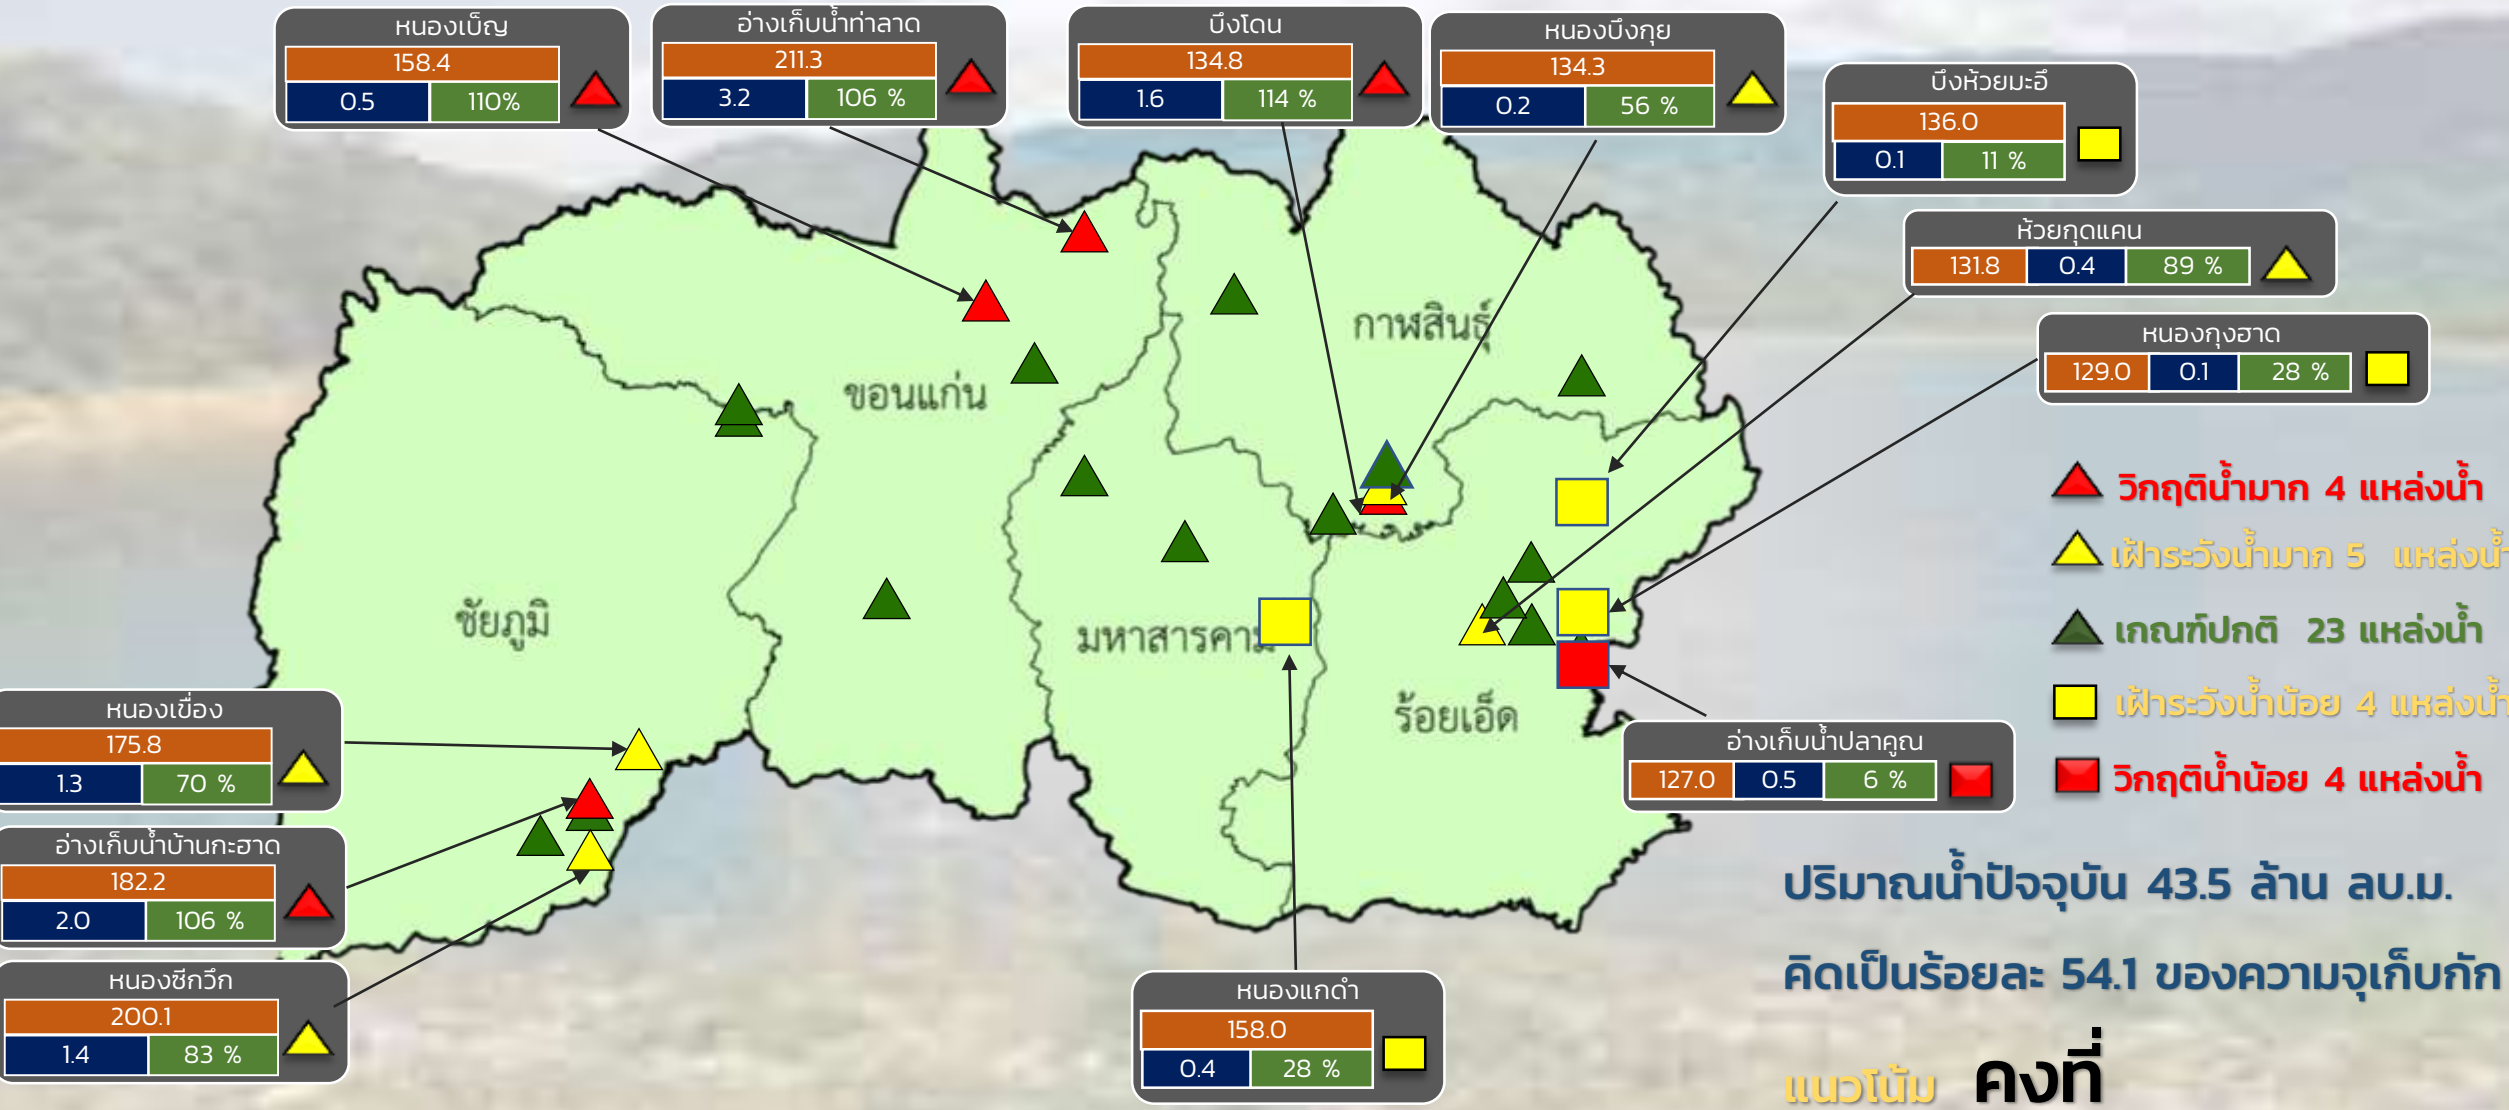 หนองเบ็ญ
158.4
0.5 110%
อ่างเก็บน้ำท่าลาด
211.3
3.2 106 %
บึงโดน
134.8
1.6 114 %
หนองบึงกุย
134.3
0.2 56 %
บึงห้วยมะอึ
136.0
0.1 11 %
ห้วยกุดแคน
131.8 0.4 89 %
หนองกุงฮาด
129.0 0.1 28 %
กาฬสินธุ์
ขอนแก่น
ชัยภูมิ
มหาสารคาม
ร้อยเอ็ด
วิกฤติน้ำมาก 4 แหล่งน้ำ
เฝ้าระวังน้ำมาก 5 แหล่งน้ำ
เกณฑ์ปกติ 23 แหล่งน้ำ
เฝ้าระวังน้ำน้อย 4 แหล่งน้ำ
วิกฤติน้ำน้อย 4 แหล่งน้ำ
หนองเขื่อง
175.8
1.3 70 %
อ่างเก็บน้ำบ้านกะฮาด
182.2
2.0 106 %
หนองซีกวึก
200.1
1.4 83 %
อ่างเก็บน้ำปลาคูณ
127.0 0.5 6 %
หนองแกดำ
158.0
0.4 28 %
ปริมาณน้ำปัจจุบัน 43.5 ล้าน ลบ.ม.
คิดเป็นร้อยละ 54.1 ของความจุเก็บกัก
แนวโน้ม คงที่